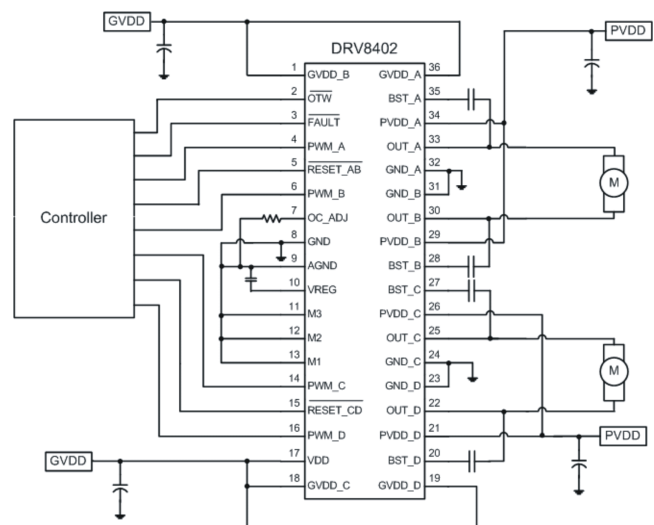 GVDD
PVDD
DRV8402
1 GVDD_B GVDD_A 36
2 OTW BST_A 35
3 FAULT PVDD_A 34
4 PWM_A OUT_A 33
5 RESET_AB GND_A 32
6 PWM_B GND_B 31
7 OC_ADJ OUT_B 30
8 GND PVDD_B 29
9 AGND BST_B 28
10 VREG BST_C 27
11 M3 PVDD_C 26
12 M2 OUT_C 25
13 M1 GND_C 24
14 PWM_C GND_D 23
15 RESET_CD OUT_D 22
16 PWM_D PVDD_D 21
17 VDD BST_D 20
18 GVDD_C GVDD_D 19
Controller
M
M
PVDD
GVDD